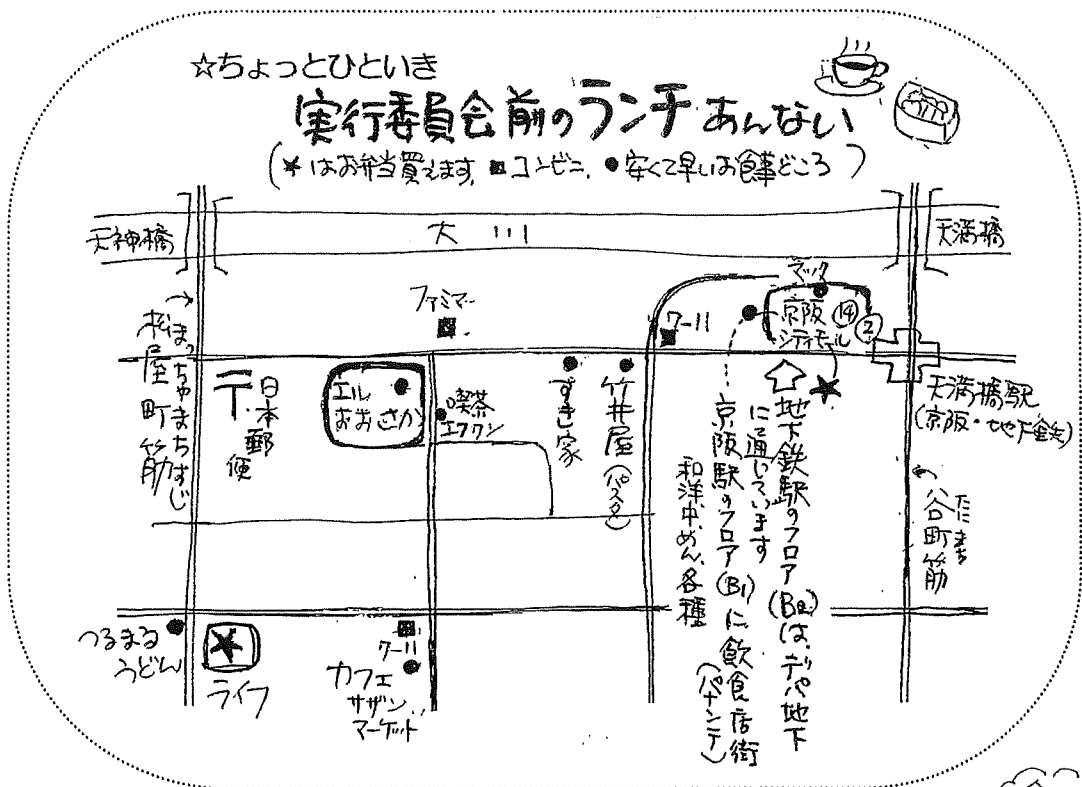 ☆ちょっとひといき
実行委員会前のランチあんない
(★はお弁当買えます,■コンビニ,●安くて早いお食事どころ)
天神橋
大川
天満橋
マック
ファミマー
7-11
京阪
シティモール
⑭
②
→
松屋町筋
まっちゃまちすじ
〒
日本郵便
エル
おおさか
喫茶
エクワン
すき家
竹井屋(パスタ)
天満橋駅
(京阪・地下鉄)
地下鉄駅のフロア(B2)は、デパ地下
にて通じています
京阪駅のフロア(B1)に、飲食店街
(パナンテ)
和洋中、めん、各種
谷町筋
たにまち
つるまる
うどん
ライフ
7-11
カフェ
サザン
マーケット